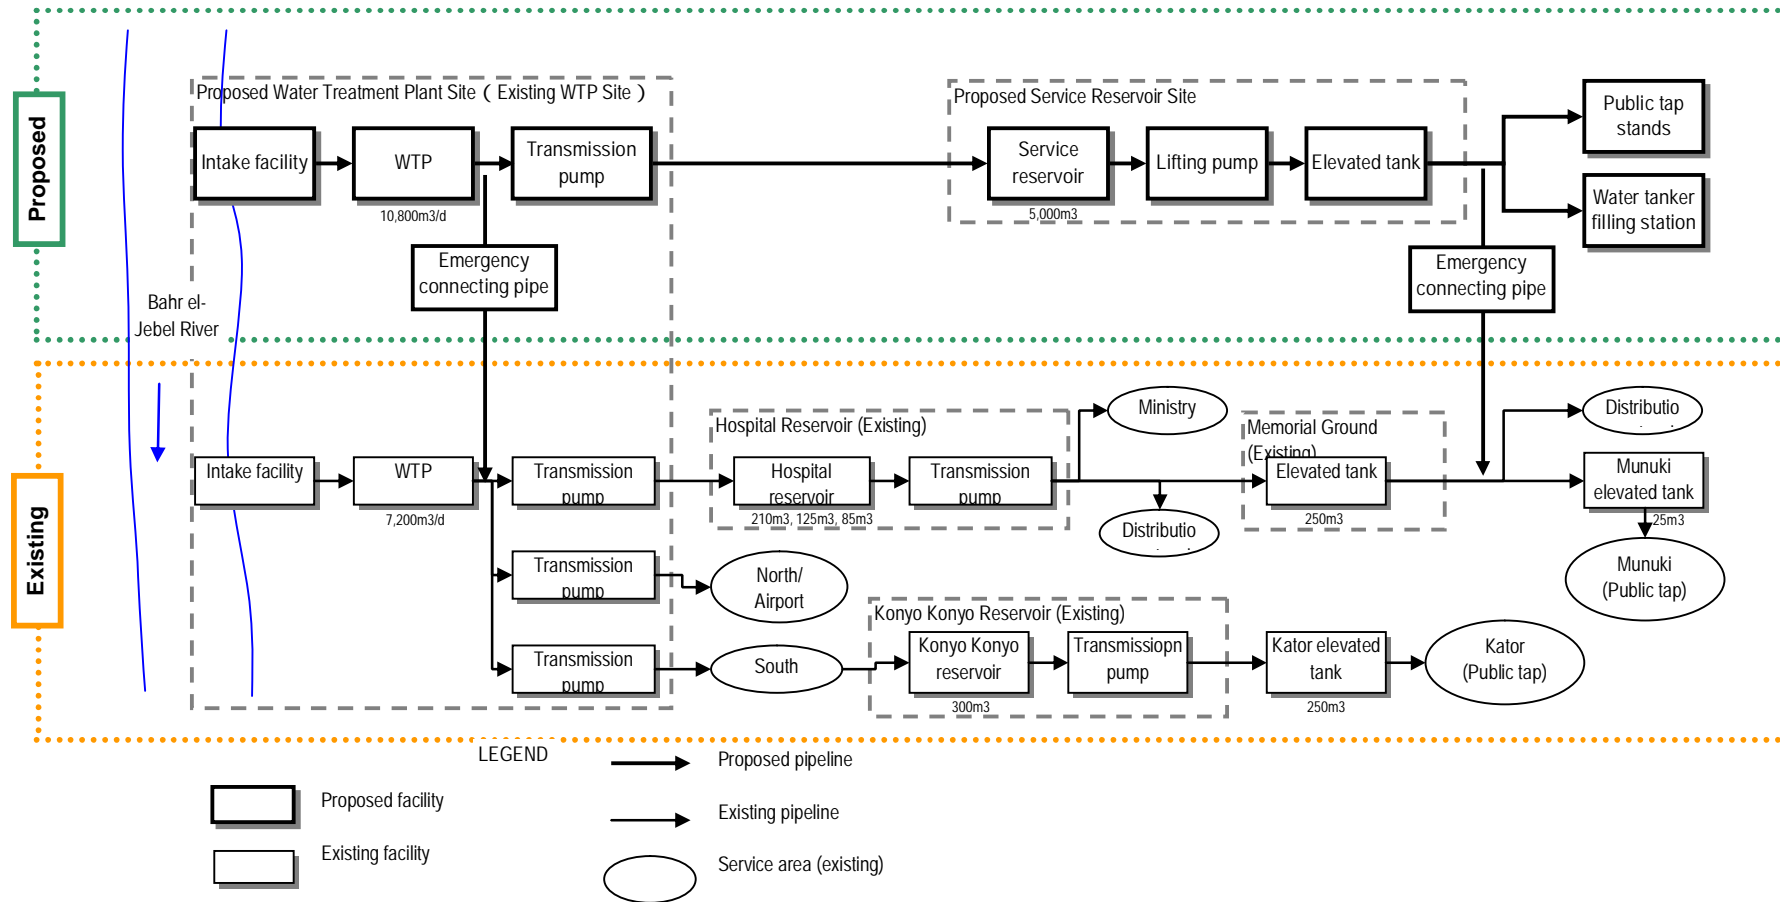 Proposed
Proposed Water Treatment Plant Site ( Existing WTP Site )
Intake facility
WTP
10,800m3/d
Transmission
pump
Proposed Service Reservoir Site
Service
reservoir
5,000m3
Lifting pump
Elevated tank
Public tap
stands
Water tanker
filling station
Emergency
connecting pipe
Emergency
connecting pipe
Bahr el-
Jebel River
Existing
Intake facility
WTP
7,200m3/d
Transmission
pump
Hospital Reservoir (Existing)
Hospital
reservoir
210m3, 125m3, 85m3
Transmission
pump
Ministry
Distributio
Memorial Ground
(Existing)
Elevated tank
250m3
Distributio
Munuki
elevated tank
25m3
Munuki
(Public tap)
Transmission
pump
North/
Airport
Transmission
pump
South
Konyo Konyo Reservoir (Existing)
Konyo Konyo
reservoir
300m3
Transmissiopn
pump
Kator elevated
tank
250m3
Kator
(Public tap)
LEGEND
Proposed facility
Existing facility
Proposed pipeline
Existing pipeline
Service area (existing)